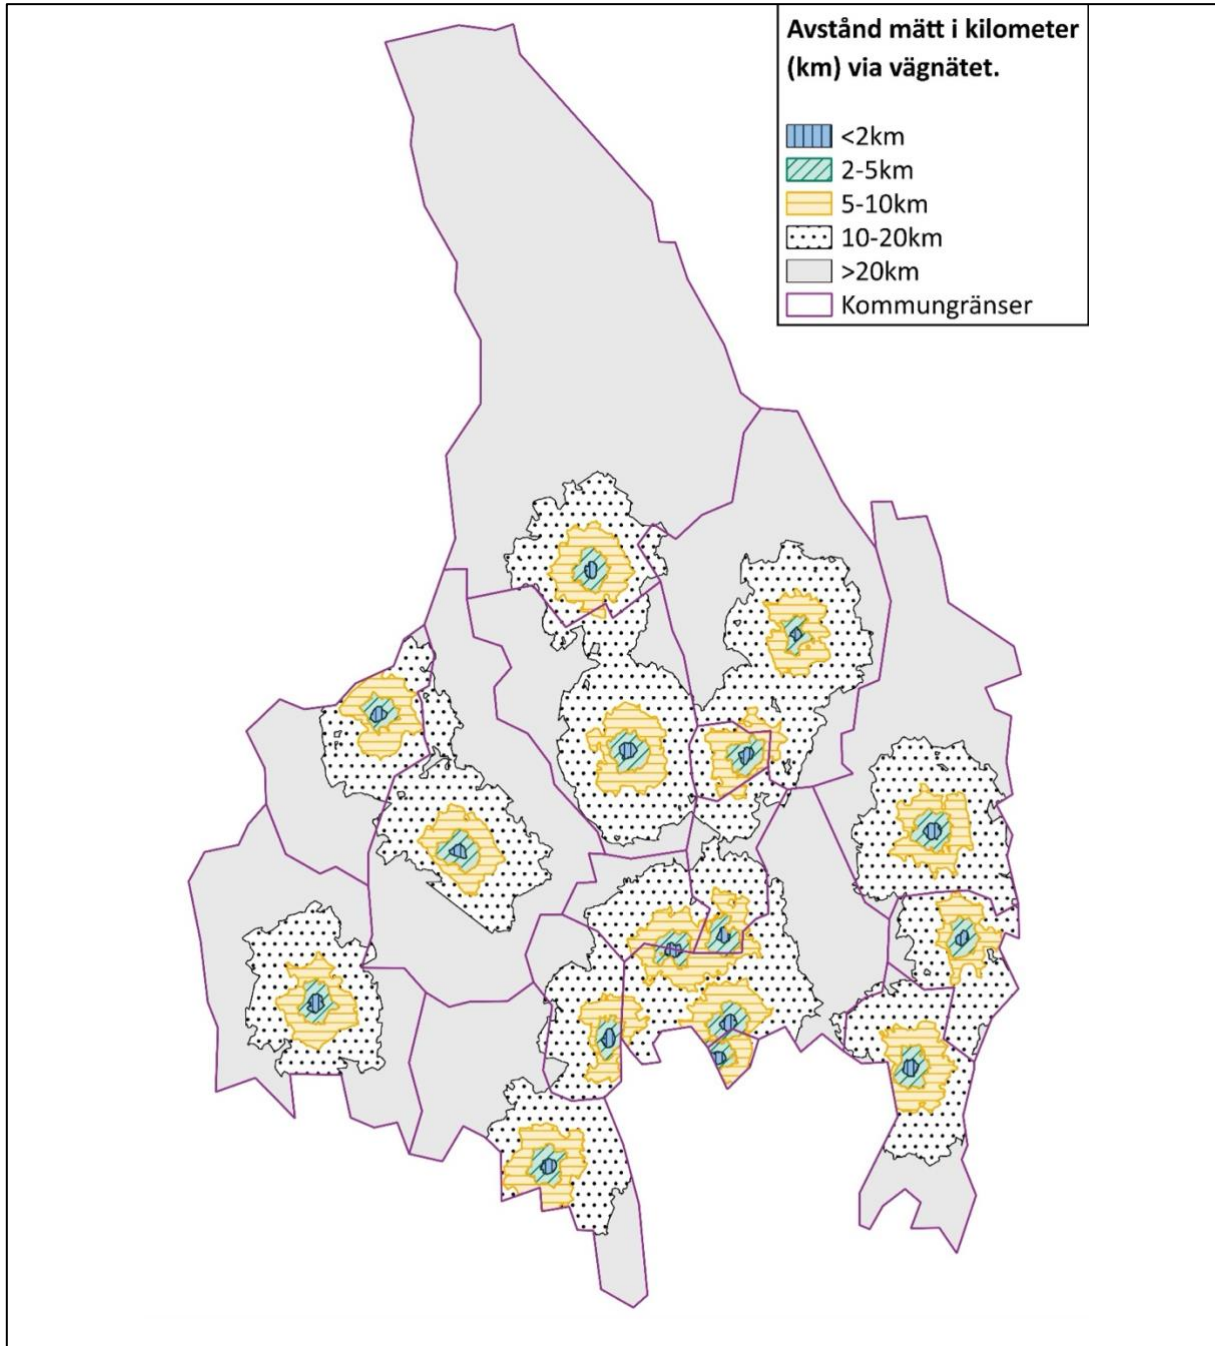 Avstånd mätt i kilometer
(km) via vägnätet.
<2km
2-5km
5-10km
10-20km
>20km
Kommungränser